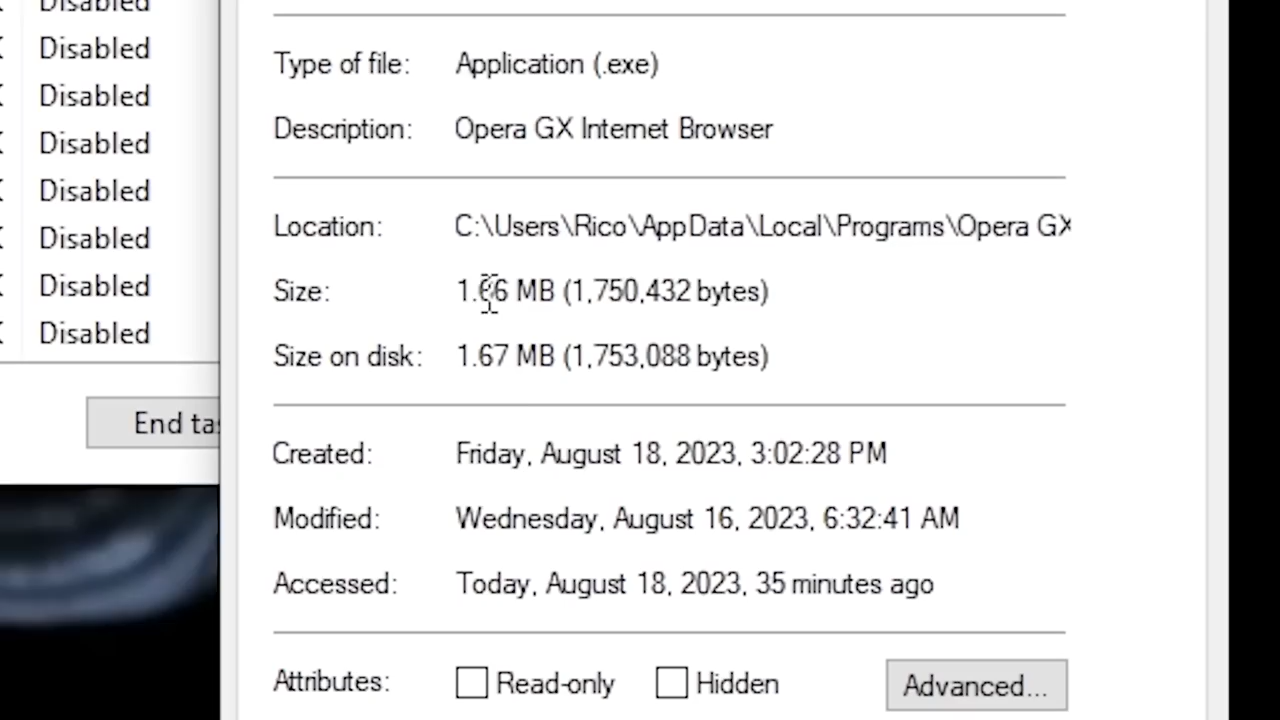 Disabled
Disabled
Disabled
Disabled
Disabled
Disabled
Disabled
Disabled
End
Type of file: Application (.exe)
Description: Opera GX Internet Browser
Location: C:\Users\Rico\AppData\Local\Programs\Opera GX
Size: 1.66 MB (1,750,432 bytes)
Size on disk: 1.67 MB (1,753,088 bytes)
Created: Friday, August 18, 2023, 3:02:28 PM
Modified: Wednesday, August 16, 2023, 6:32:41 AM
Accessed: Today, August 18, 2023, 35 minutes ago
Attributes: Read-only Hidden Advanced...